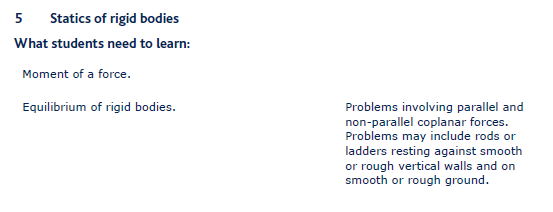 5 Statics of rigid bodies
What students need to learn:
Moment of a force.
Equilibrium of rigid bodies.
Problems involving parallel and
non-parallel coplanar forces.
Problems may include rods or
ladders resting against smooth
or rough vertical walls and on
smooth or rough ground.